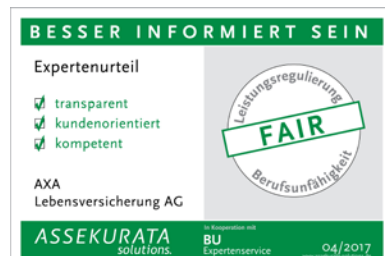 BESSER INFORMIERT SEIN
Expertenurteil
transparent
kundenorientiert
kompetent
AXA
Lebensversicherung AG
Leistungsregulierung
FAIR
Berufsunfähigkeit
ASSEKURATA
solutions.
in Kooperation mit
BU
Expertenservice
04/2017